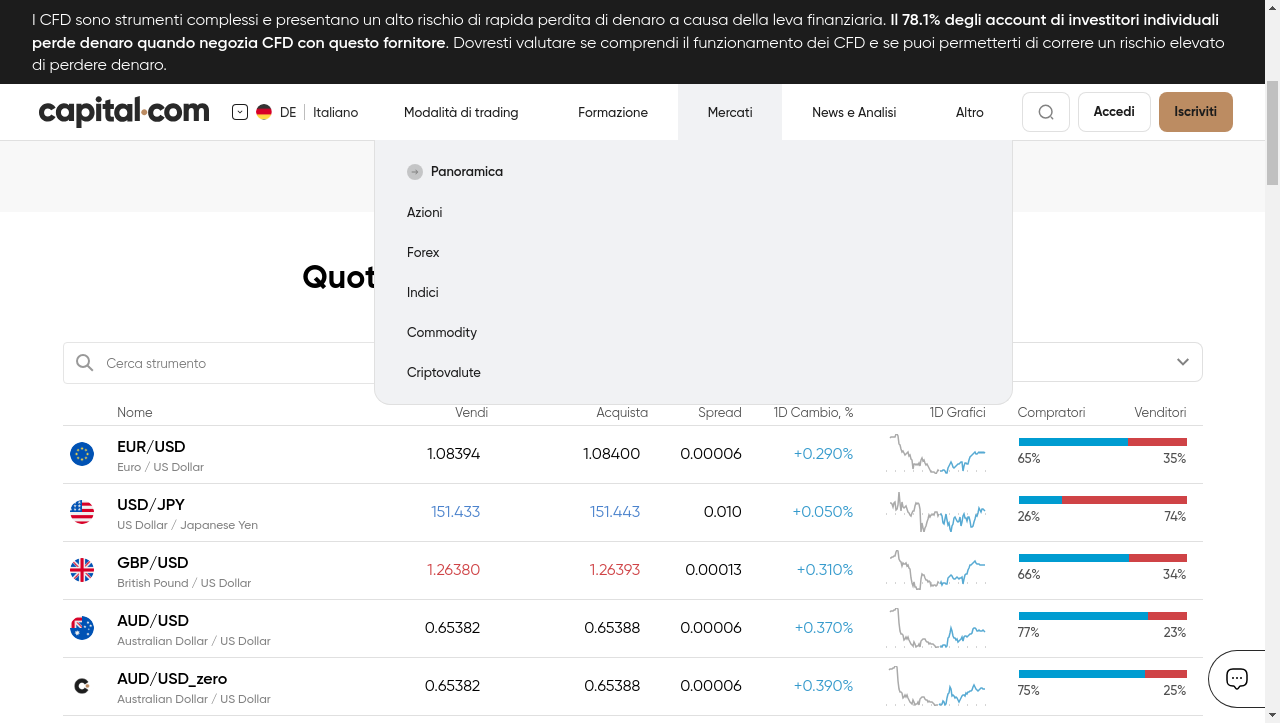 I CFD sono strumenti complessi e presentano un alto rischio di rapida perdita di denaro a causa della leva finanziaria. Il 78.1% degli account di investitori individuali
perde denaro quando negozia CFD con questo fornitore. Dovresti valutare se comprendi il funzionamento dei CFD e se puoi permetterti di correre un rischio elevato
di perdere denaro.
capital.com DE Italiano Modalità di trading Formazione Mercati News e Analisi Altro Accedi Iscriviti
Panoramica
Azioni
Forex
Indici
Commodity
Criptovalute
Quot
Cerca strumento
Nome Vendi Acquista Spread 1D Cambio, % 1D Grafici Compratori Venditori
EUR/USD 1.08394 1.08400 0.00006 +0.290%
Euro / US Dollar 65% 35%
USD/JPY 151.433 151.443 0.010 +0.050%
US Dollar / Japanese Yen 26% 74%
GBP/USD 1.26380 1.26393 0.00013 +0.310%
British Pound / US Dollar 66% 34%
AUD/USD 0.65382 0.65388 0.00006 +0.370%
Australian Dollar / US Dollar 77% 23%
AUD/USD_zero 0.65382 0.65388 0.00006 +0.390%
Australian Dollar / US Dollar 75% 25%